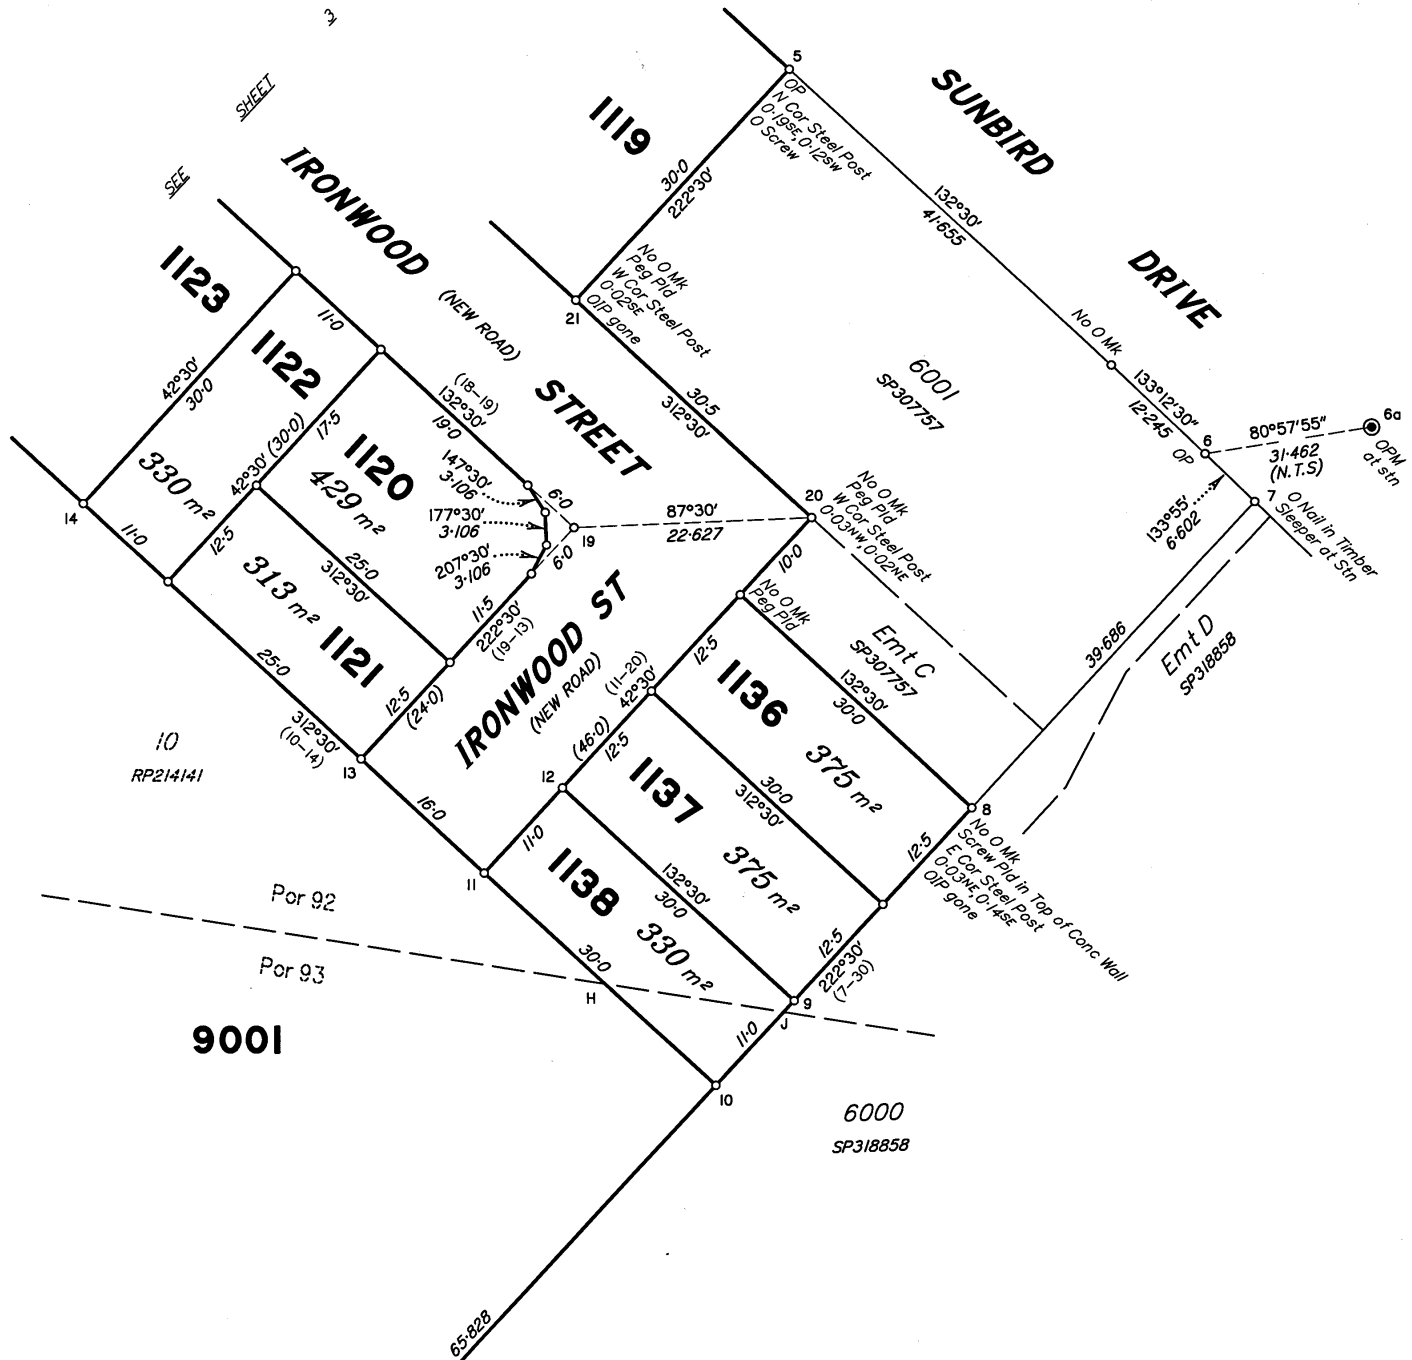 SEE
SHEET
3
IRONWOOD
(NEW ROAD)
STREET
SUNBIRD
DRIVE
1119
5
OP
N Cor Steel Post
0·19SE,0·12SW
O Screw
30·0
222°30'
132°30'
41·655
21
No O Mk
Peg Pld
W Cor Steel Post
0·02SE
OIP gone
30·5
312°30'
6001
SP307757
No O Mk
133°12'30"
12·245
6
OP
80°57'55"
31·462
(N.T.S)
6a
OPM
at stn
133°55'
6·602
7
O Nail in Timber
Sleeper at Stn
1123
42°30'
30·0
11·0
1122
330 m²
42°30' (30·0)
17·5
12·5
14
11·0
(18-19)
132°30'
19·0
1120
429 m²
147°30'
3·106
177°30'
3·106
207°30'
3·106
6·0
19
6·0
87°30'
22·627
20
No O Mk
Peg Pld
W Cor Steel Post
0·03NW,0·02NE
10·0
No O Mk
Peg Pld
25·0
312°30'
11·5
222°30'
(19-13)
313 m²
1121
12·5
(24·0)
25·0
312°30'
(10-14)
13
IRONWOOD ST
(NEW ROAD)
(11-20)
42°30'
(46·0)
12·5
12·5
12
11·0
1136
375 m²
132°30'
30·0
Emt C
SP307757
39·686
Emt D
SP318858
8
No O Mk
Screw Pld in Top of Conc Wall
E Cor Steel Post
0·03NE,0·14SE
OIP gone
12·5
1137
375 m²
30·0
312°30'
12·5
222°30'
(7-30)
10
RP214141
16·0
11
1138
330 m²
132°30'
30·0
30·0
Por 92
Por 93
H
9
J
11·0
10
9001
6000
SP318858
65·828